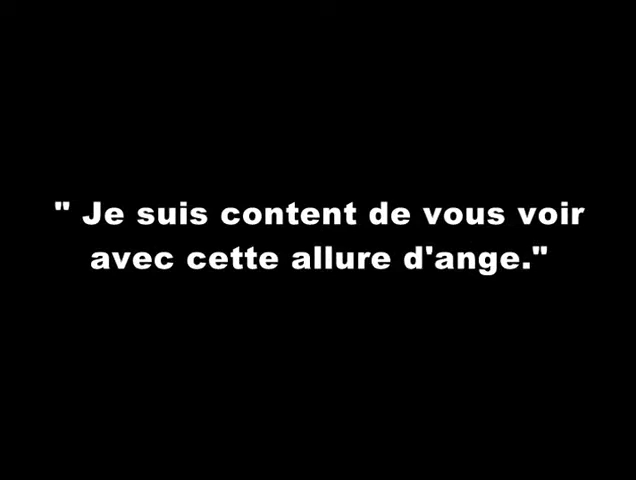 " Je suis content de vous voir
avec cette allure d'ange."